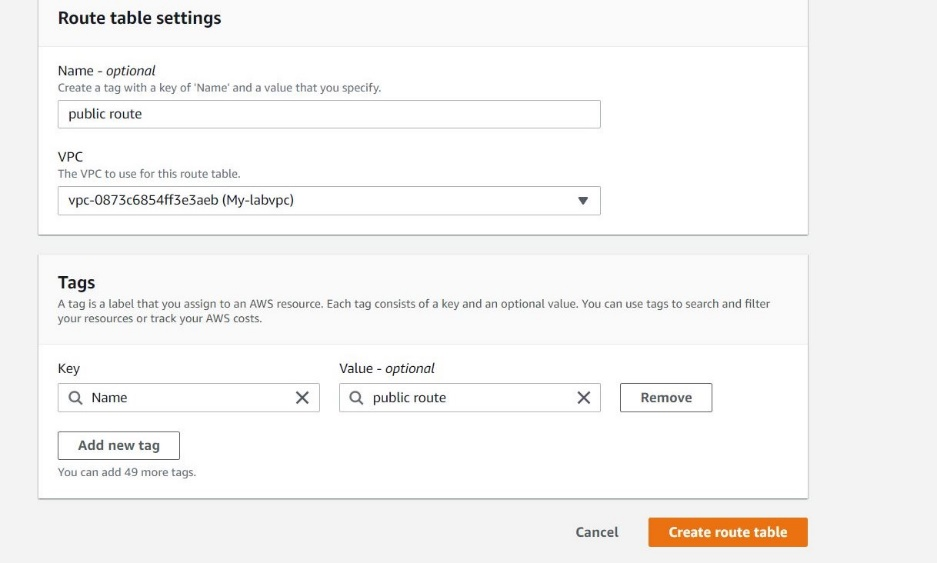 Route table settings
Name - optional
Create a tag with a key of 'Name' and a value that you specify.
public route
VPC
The VPC to use for this route table.
vpc-0873c6854ff3e3aeb (My-labvpc)
Tags
A tag is a label that you assign to an AWS resource. Each tag consists of a key and an optional value. You can use tags to search and filter
your resources or track your AWS costs.
Key Value - optional
Name public route Remove
Add new tag
You can add 49 more tags.
Cancel Create route table